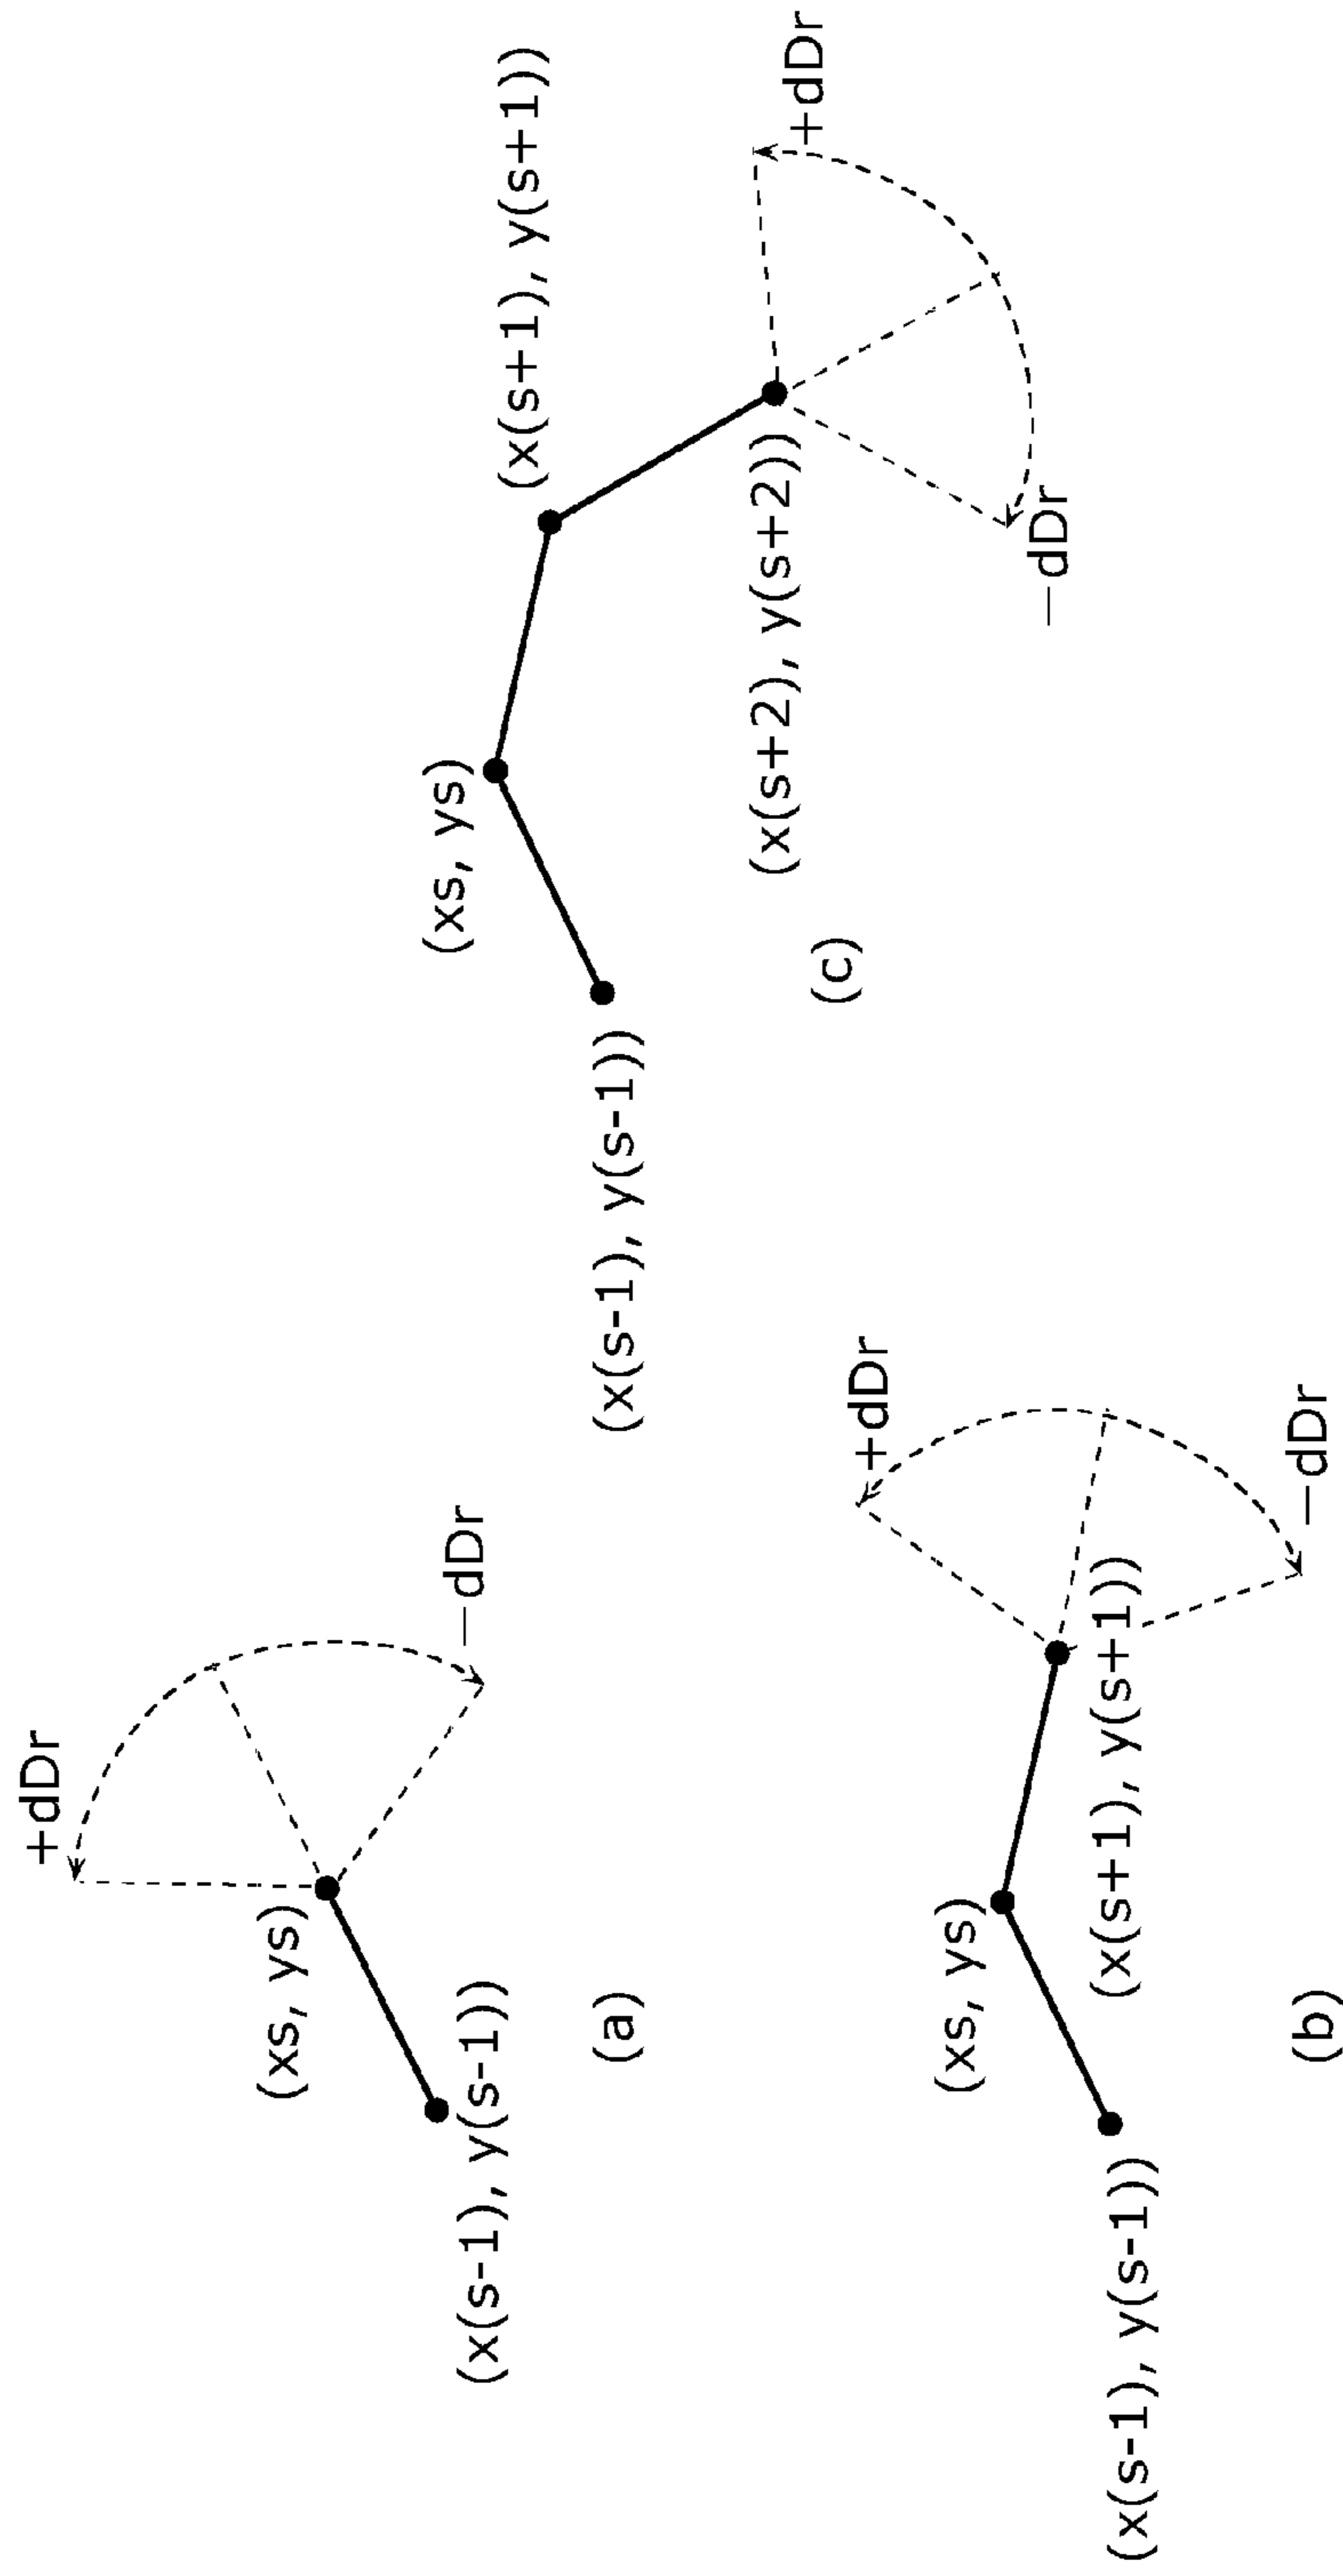 +dDr
(xs, ys)
−dDr
(x(s-1), y(s-1))
(a)
(xs, ys)
+dDr
(x(s+1), y(s+1))
(x(s-1), y(s-1))
−dDr
(b)
(xs, ys)
(x(s+1), y(s+1))
(x(s-1), y(s-1))
(x(s+2), y(s+2))
+dDr
−dDr
(c)